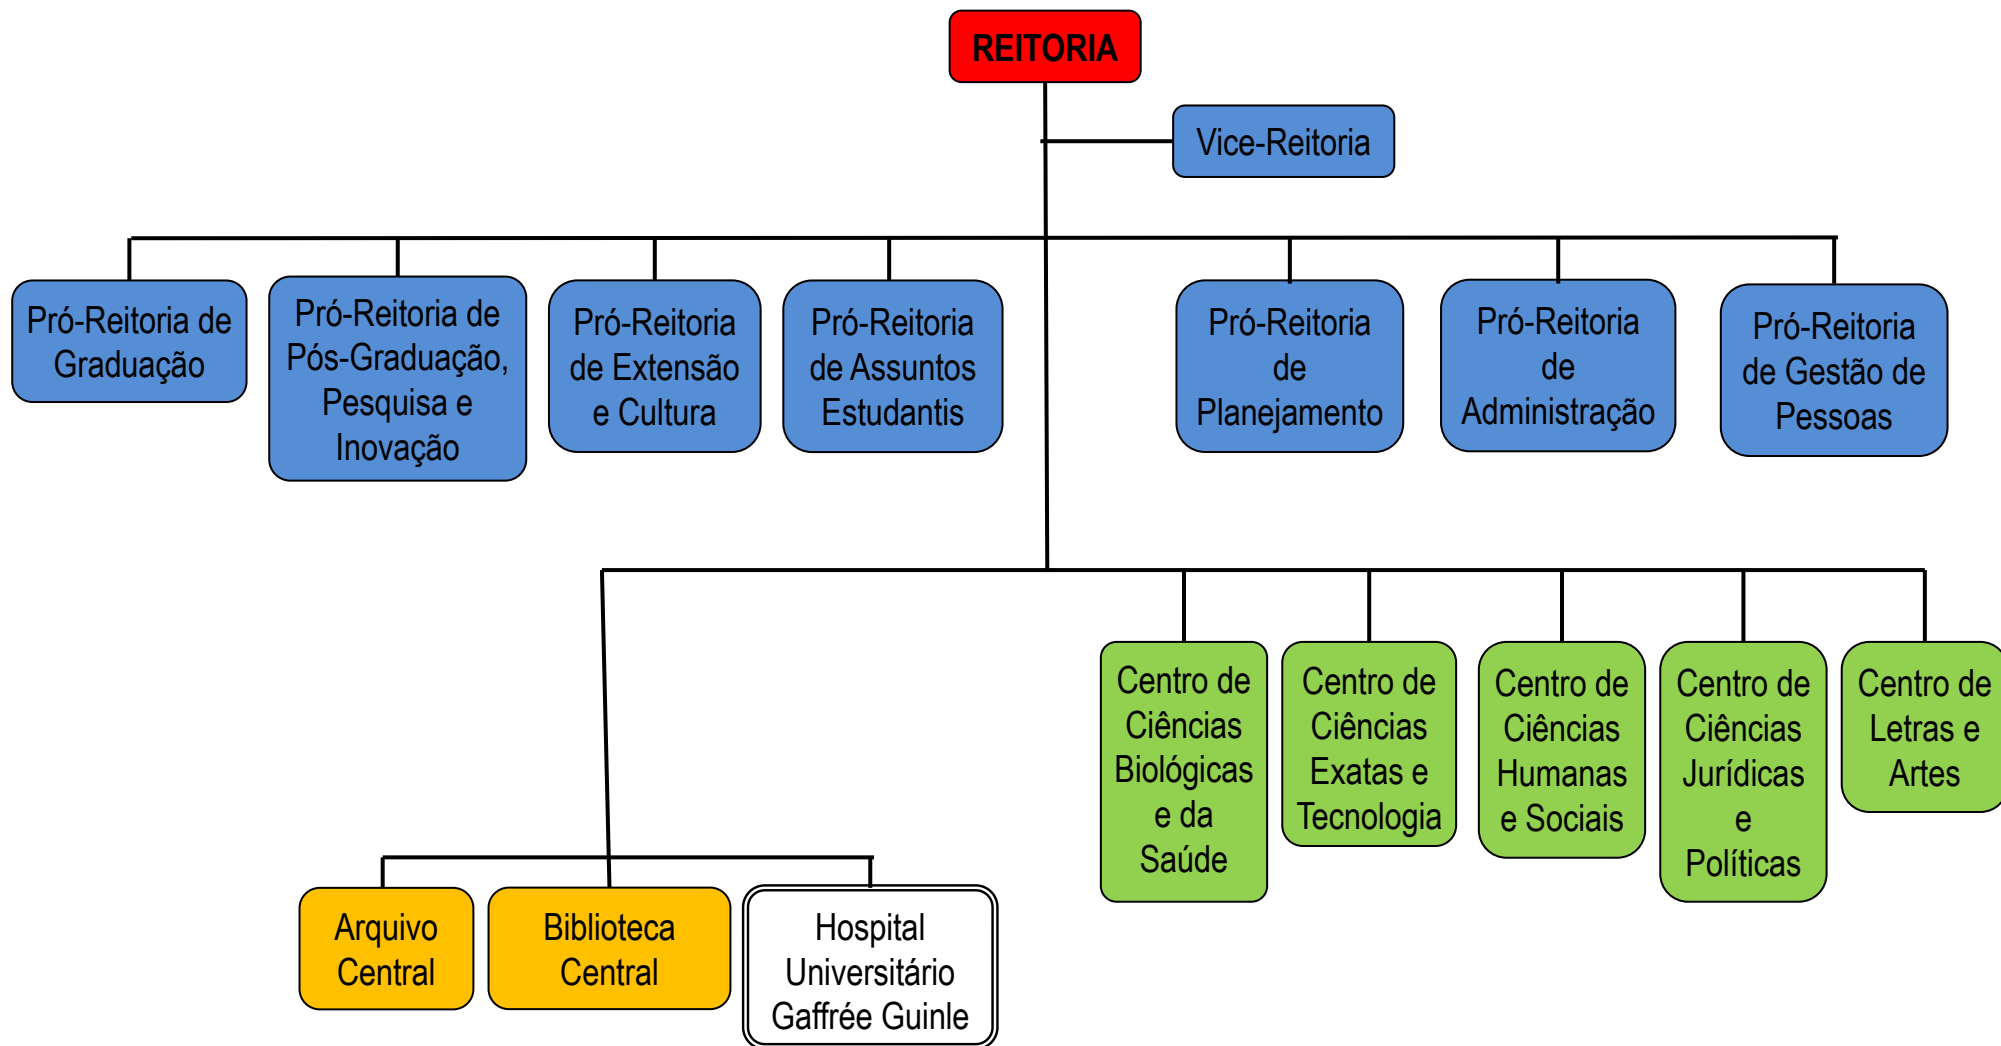 REITORIA
Vice-Reitoria
Pró-Reitoria de
Graduação
Pró-Reitoria de
Pós-Graduação,
Pesquisa e
Inovação
Pró-Reitoria
de Extensão
e Cultura
Pró-Reitoria
de Assuntos
Estudantis
Pró-Reitoria
de
Planejamento
Pró-Reitoria
de
Administração
Pró-Reitoria
de Gestão de
Pessoas
Centro de
Ciências
Biológicas
e da
Saúde
Centro de
Ciências
Exatas e
Tecnologia
Centro de
Ciências
Humanas
e Sociais
Centro de
Ciências
Jurídicas
e
Políticas
Centro de
Letras e
Artes
Arquivo
Central
Biblioteca
Central
Hospital
Universitário
Gaffrée Guinle